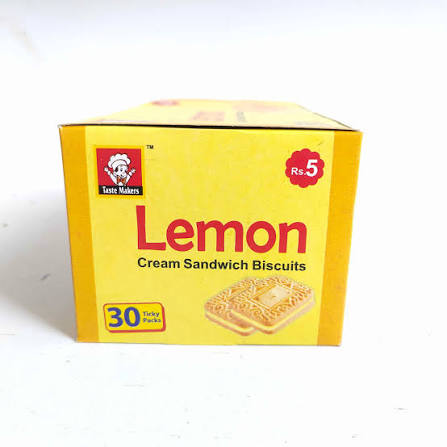 TM
Taste Makers
Rs.5
Lemon
Cream Sandwich Biscuits
30 Ticky
Packs